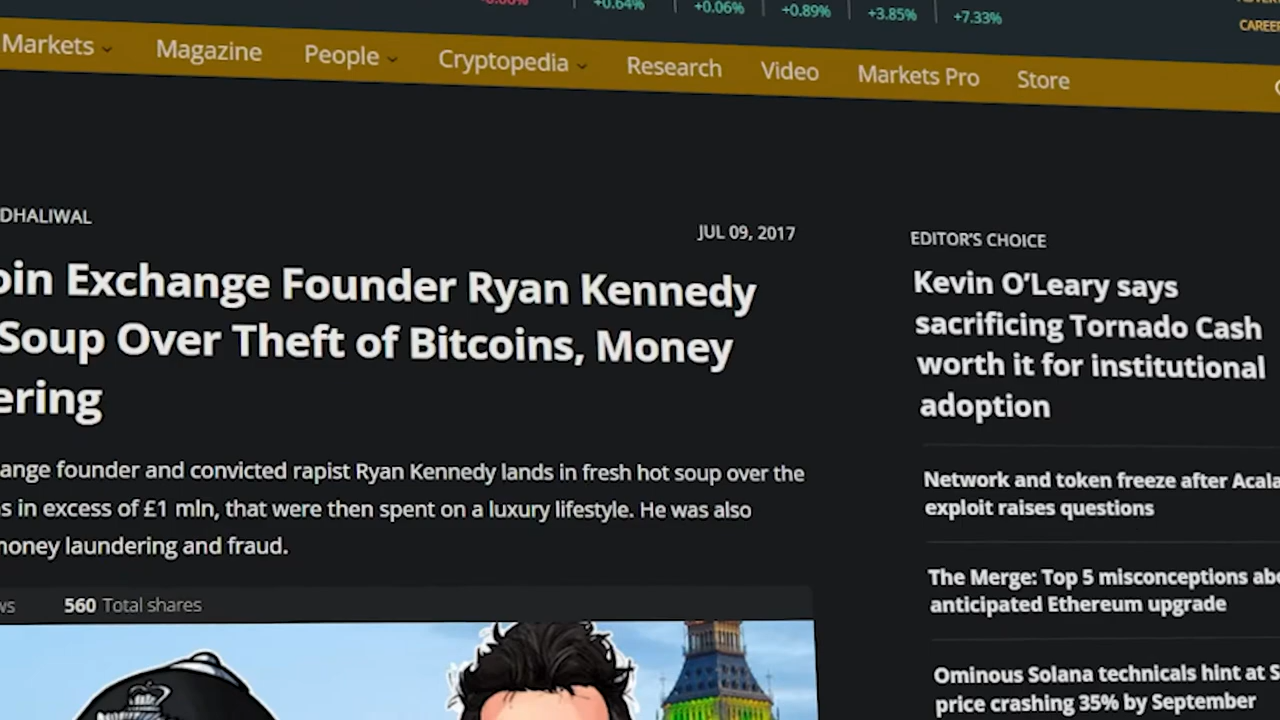 +0.64% +0.06% +0.89% +3.85% +7.33%
Markets Magazine People Cryptopedia Research Video Markets Pro Store
DHALIWAL
JUL 09, 2017
oin Exchange Founder Ryan Kennedy
Soup Over Theft of Bitcoins, Money
ering
ange founder and convicted rapist Ryan Kennedy lands in fresh hot soup over the
s in excess of £1 mln, that were then spent on a luxury lifestyle. He was also
money laundering and fraud.
ws 560 Total shares
EDITOR'S CHOICE
Kevin O'Leary says
sacrificing Tornado Cash
worth it for institutional
adoption
Network and token freeze after Acala
exploit raises questions
The Merge: Top 5 misconceptions abo
anticipated Ethereum upgrade
Ominous Solana technicals hint at S
price crashing 35% by September